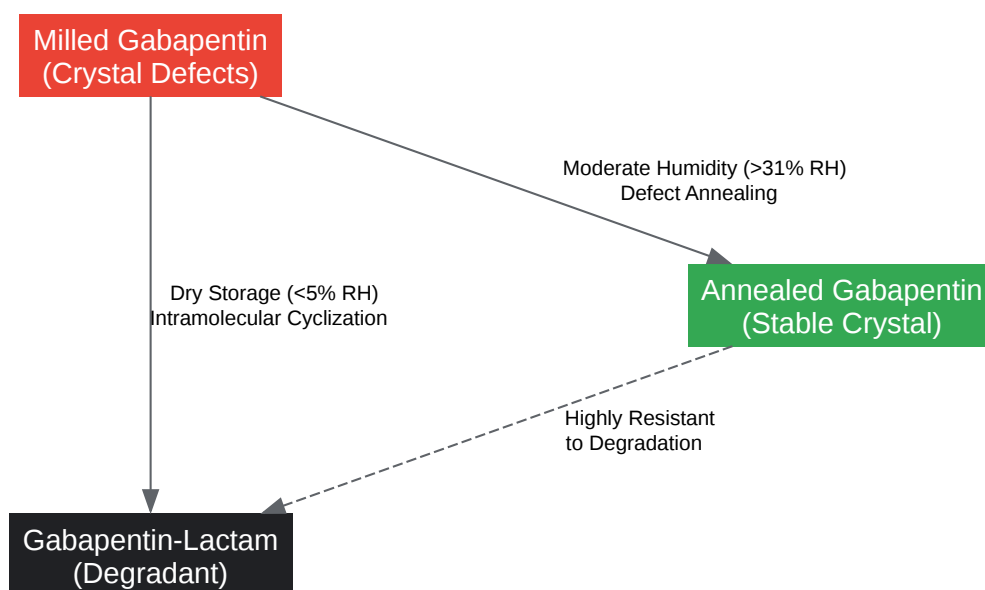 Milled Gabapentin
(Crystal Defects)
Moderate Humidity (>31% RH)
Defect Annealing
Dry Storage (<5% RH)
Intramolecular Cyclization
Annealed Gabapentin
(Stable Crystal)
Highly Resistant
to Degradation
Gabapentin-Lactam
(Degradant)